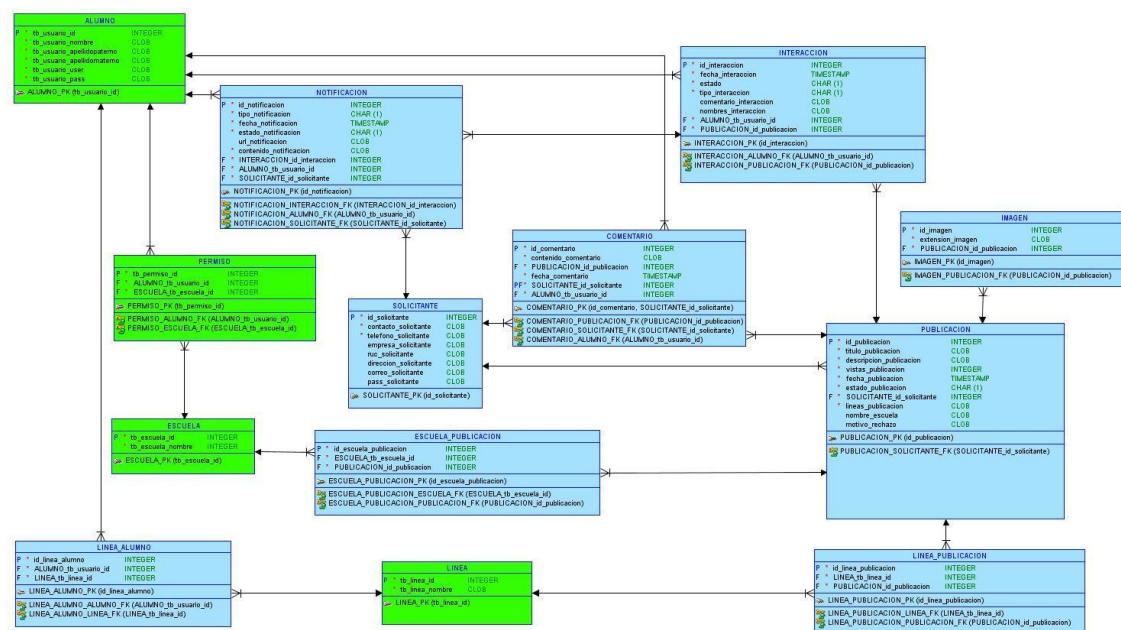 ALUMNO
P * tb_usuario_id INTEGER
* tb_usuario_nombre CLOB
* tb_usuario_apellidopaterno CLOB
* tb_usuario_apellidomaterno CLOB
* tb_usuario_user CLOB
* tb_usuario_pass CLOB
ALUMNO_PK (tb_usuario_id)
INTERACCION
P * id_interaccion INTEGER
* fecha_interaccion TIMESTAMP
* estado CHAR (1)
* tipo_interaccion CHAR (1)
comentario_interaccion CLOB
nombres_interaccion CLOB
F * ALUMNO_tb_usuario_id INTEGER
F * PUBLICACION_id_publicacion INTEGER
INTERACCION_PK (id_interaccion)
INTERACCION_ALUMNO_FK (ALUMNO_tb_usuario_id)
INTERACCION_PUBLICACION_FK (PUBLICACION_id_publicacion)
NOTIFICACION
P * id_notificacion INTEGER
* tipo_notificacion CHAR (1)
* fecha_notificacion TIMESTAMP
* estado_notificacion CHAR (1)
url_notificacion CLOB
* contenido_notificacion CLOB
F * INTERACCION_id_interaccion INTEGER
F * ALUMNO_tb_usuario_id INTEGER
F * SOLICITANTE_id_solicitante INTEGER
NOTIFICACION_PK (id_notificacion)
NOTIFICACION_INTERACCION_FK (INTERACCION_id_interaccion)
NOTIFICACION_ALUMNO_FK (ALUMNO_tb_usuario_id)
NOTIFICACION_SOLICITANTE_FK (SOLICITANTE_id_solicitante)
IMAGEN
P * id_imagen INTEGER
* extension_imagen CLOB
F * PUBLICACION_id_publicacion INTEGER
IMAGEN_PK (id_imagen)
IMAGEN_PUBLICACION_FK (PUBLICACION_id_publicacion)
COMENTARIO
P * id_comentario INTEGER
* contenido_comentario CLOB
F * PUBLICACION_id_publicacion INTEGER
* fecha_comentario TIMESTAMP
PF* SOLICITANTE_id_solicitante INTEGER
F * ALUMNO_tb_usuario_id INTEGER
COMENTARIO_PK (id_comentario, SOLICITANTE_id_solicitante)
COMENTARIO_PUBLICACION_FK (PUBLICACION_id_publicacion)
COMENTARIO_SOLICITANTE_FK (SOLICITANTE_id_solicitante)
COMENTARIO_ALUMNO_FK (ALUMNO_tb_usuario_id)
PERMISO
P * tb_permiso_id INTEGER
F * ALUMNO_tb_usuario_id INTEGER
F * ESCUELA_tb_escuela_id INTEGER
PERMISO_PK (tb_permiso_id)
PERMISO_ALUMNO_FK (ALUMNO_tb_usuario_id)
PERMISO_ESCUELA_FK (ESCUELA_tb_escuela_id)
SOLICITANTE
P * id_solicitante INTEGER
* contacto_solicitante CLOB
* telefono_solicitante CLOB
empresa_solicitante CLOB
ruc_solicitante CLOB
direccion_solicitante CLOB
correo_solicitante CLOB
pass_solicitante CLOB
SOLICITANTE_PK (id_solicitante)
PUBLICACION
P * id_publicacion INTEGER
* titulo_publicacion CLOB
* descripcion_publicacion CLOB
* vistas_publicacion INTEGER
* fecha_publicacion TIMESTAMP
* estado_publicacion CHAR (1)
F * SOLICITANTE_id_solicitante INTEGER
* lineas_publicacion CLOB
nombre_escuela CLOB
motivo_rechazo CLOB
PUBLICACION_PK (id_publicacion)
PUBLICACION_SOLICITANTE_FK (SOLICITANTE_id_solicitante)
ESCUELA
P * tb_escuela_id INTEGER
* tb_escuela_nombre INTEGER
ESCUELA_PK (tb_escuela_id)
ESCUELA_PUBLICACION
P * id_escuela_publicacion INTEGER
F * ESCUELA_tb_escuela_id INTEGER
F * PUBLICACION_id_publicacion INTEGER
ESCUELA_PUBLICACION_PK (id_escuela_publicacion)
ESCUELA_PUBLICACION_ESCUELA_FK (ESCUELA_tb_escuela_id)
ESCUELA_PUBLICACION_PUBLICACION_FK (PUBLICACION_id_publicacion)
LINEA_ALUMNO
P * id_linea_alumno INTEGER
F * ALUMNO_tb_usuario_id INTEGER
F * LINEA_tb_linea_id INTEGER
LINEA_ALUMNO_PK (id_linea_alumno)
LINEA_ALUMNO_ALUMNO_FK (ALUMNO_tb_usuario_id)
LINEA_ALUMNO_LINEA_FK (LINEA_tb_linea_id)
LINEA
P * tb_linea_id INTEGER
* tb_linea_nombre CLOB
LINEA_PK (tb_linea_id)
LINEA_PUBLICACION
P * id_linea_publicacion INTEGER
F * LINEA_tb_linea_id INTEGER
F * PUBLICACION_id_publicacion INTEGER
LINEA_PUBLICACION_PK (id_linea_publicacion)
LINEA_PUBLICACION_LINEA_FK (LINEA_tb_linea_id)
LINEA_PUBLICACION_PUBLICACION_FK (PUBLICACION_id_publicacion)